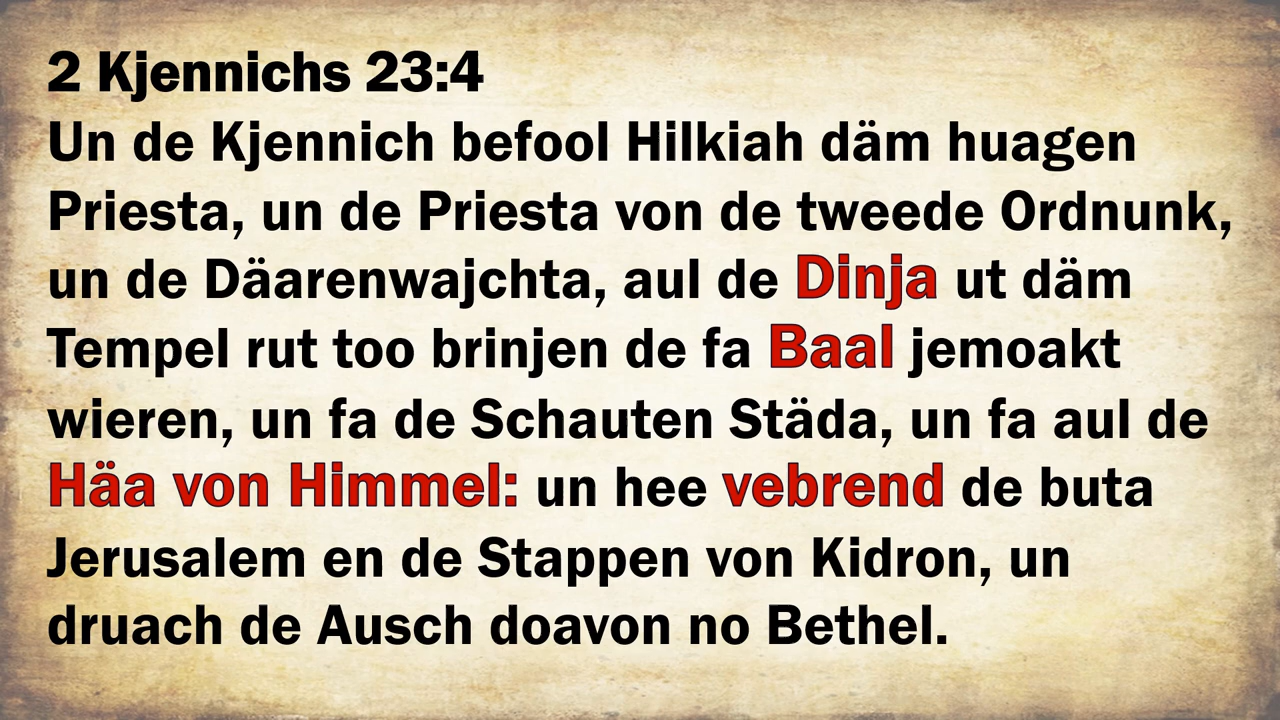 2 Kjennichs 23:4
Un de Kjennich befool Hilkiah däm huagen
Priesta, un de Priesta von de tweede Ordnunk,
un de Däarenwajchta, aul de Dinja ut däm
Tempel rut too brinjen de fa Baal jemoakt
wieren, un fa de Schauten Städa, un fa aul de
Häa von Himmel: un hee vebrend de buta
Jerusalem en de Stappen von Kidron, un
druach de Ausch doavon no Bethel.